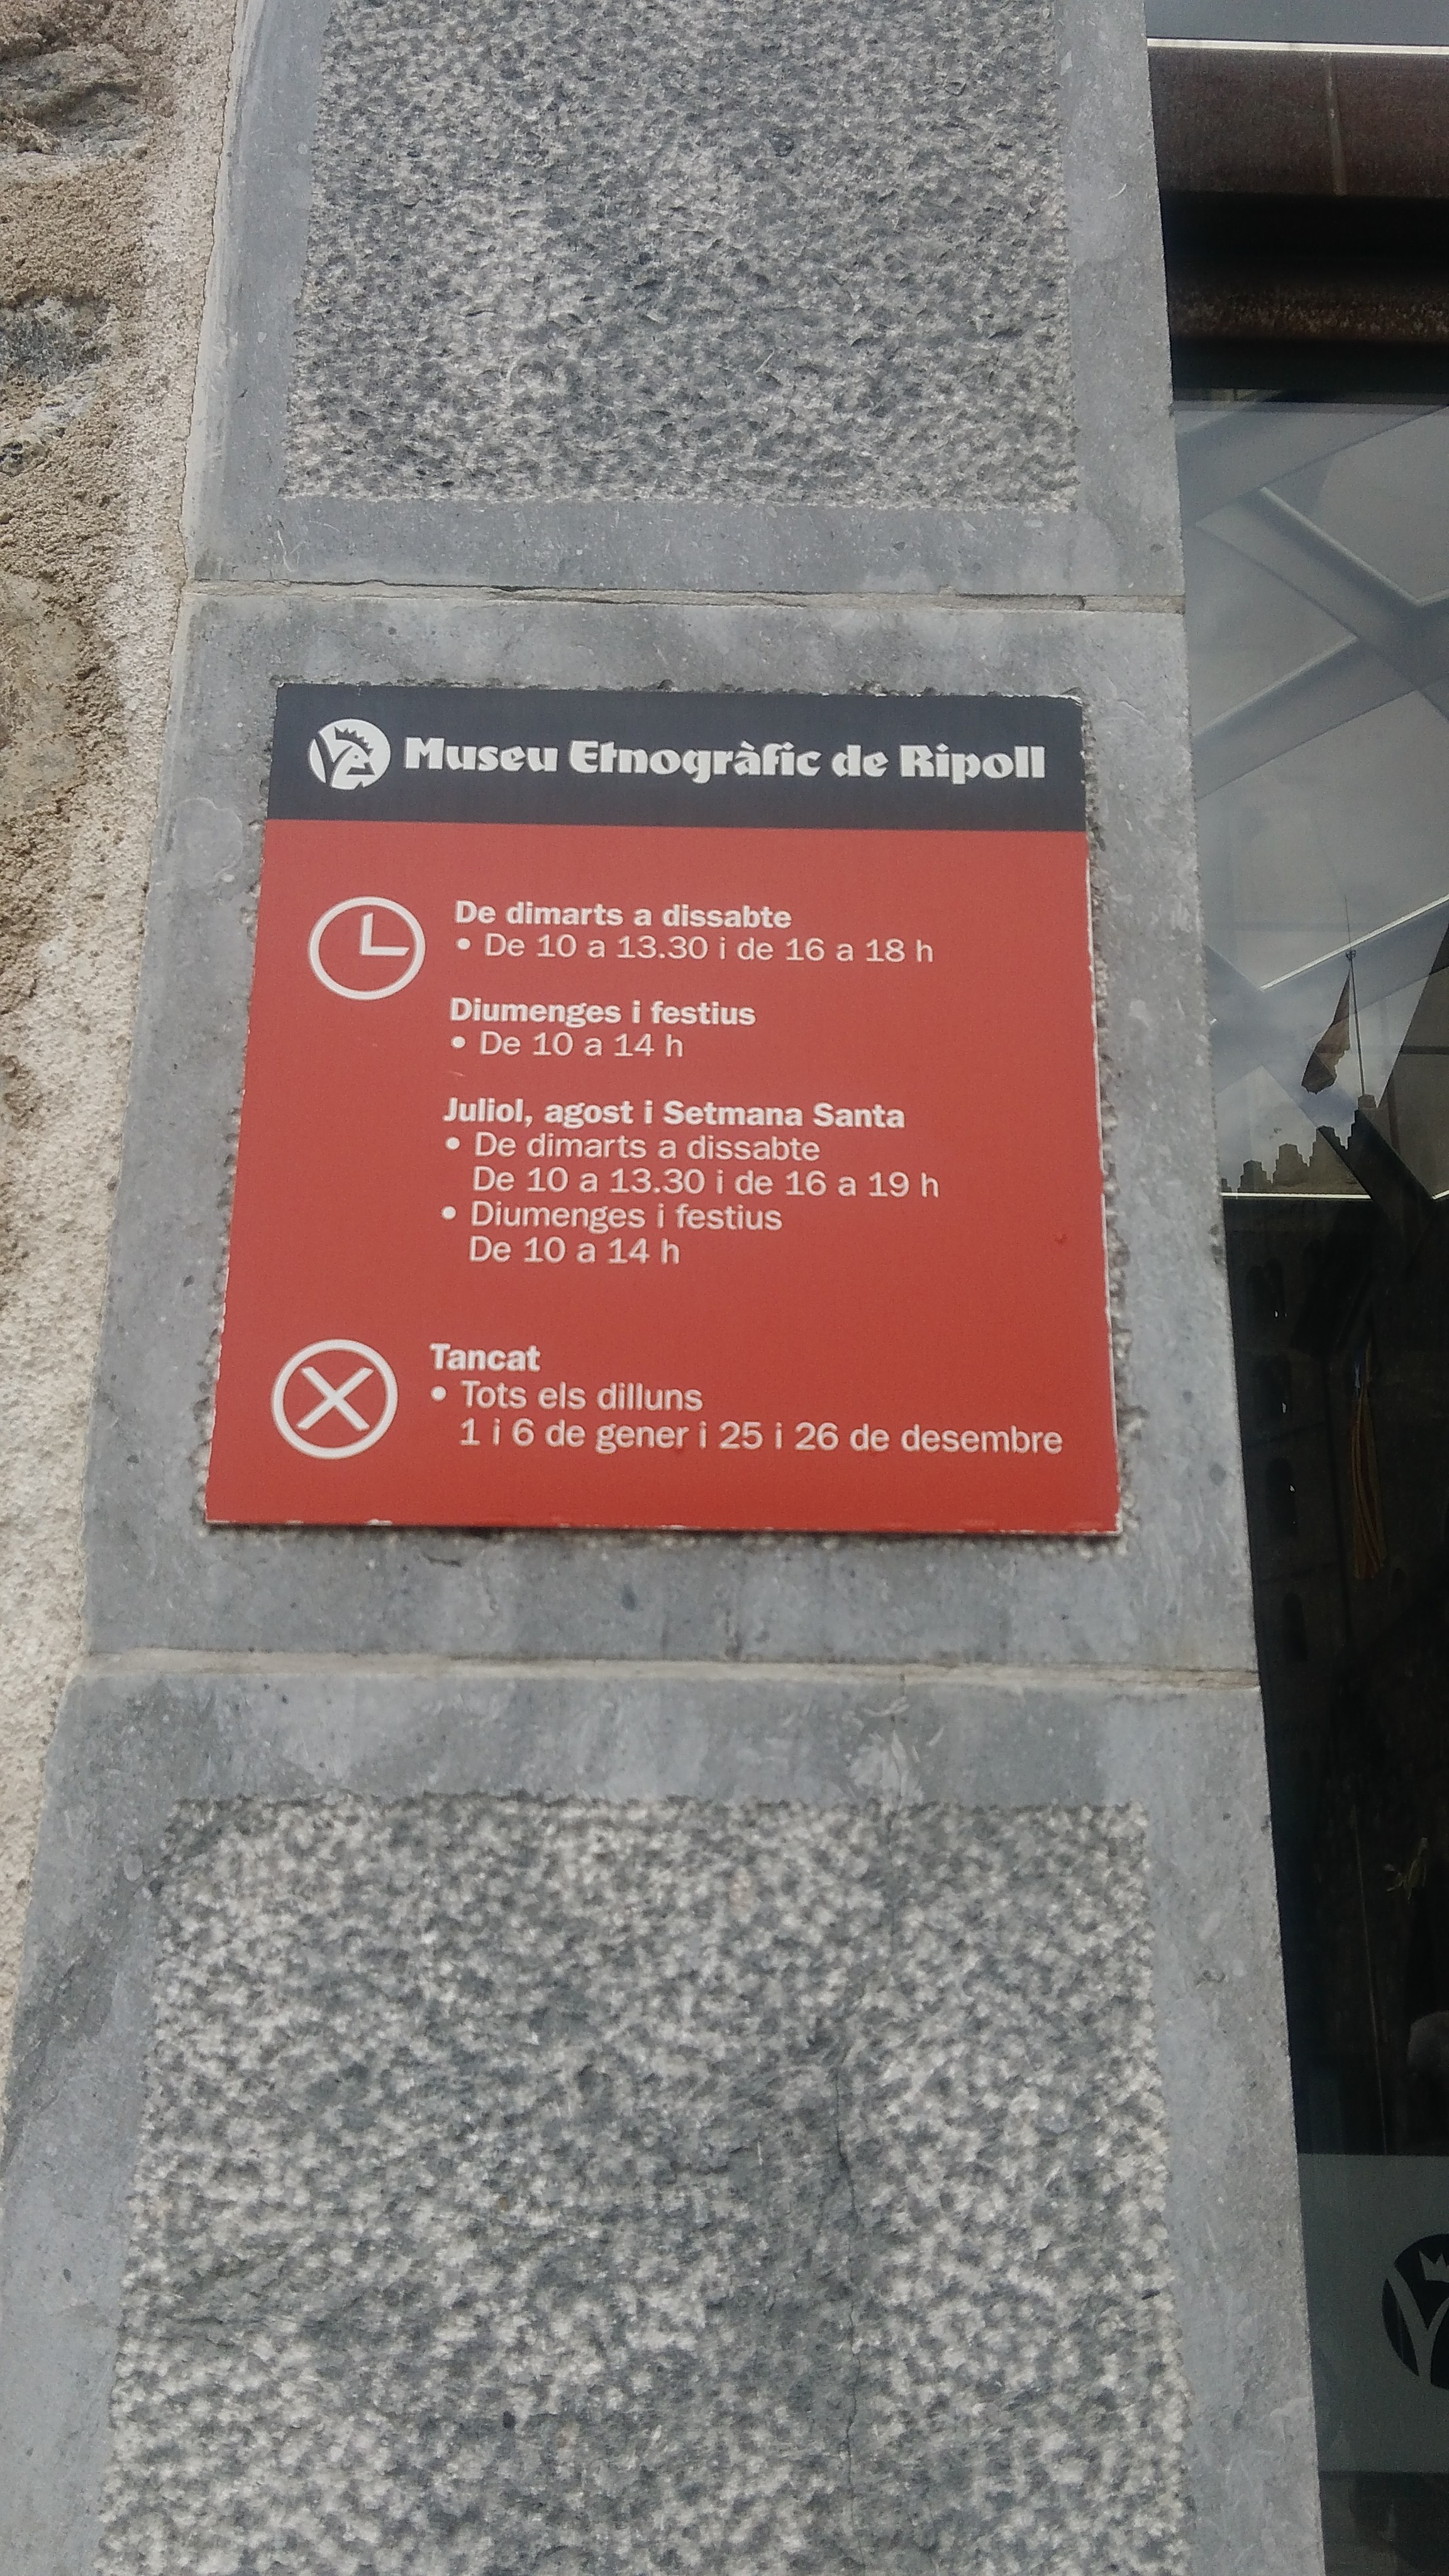 Museu Etnogràfic de Ripoll
De dimarts a dissabte
• De 10 a 13.30 i de 16 a 18 h
Diumenges i festius
• De 10 a 14 h
Juliol, agost i Setmana Santa
• De dimarts a dissabte
De 10 a 13.30 i de 16 a 19 h
• Diumenges i festius
De 10 a 14 h
Tancat
• Tots els dilluns
1 i 6 de gener i 25 i 26 de desembre